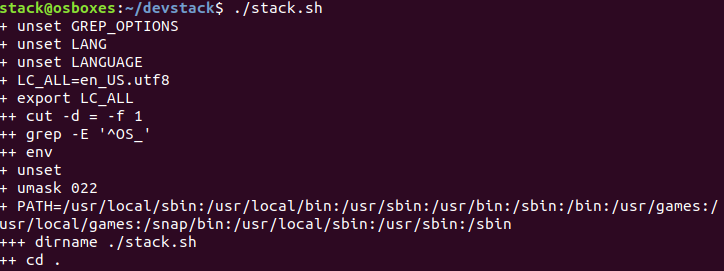 stack@osboxes:~/devstack$ ./stack.sh
+ unset GREP_OPTIONS
+ unset LANG
+ unset LANGUAGE
+ LC_ALL=en_US.utf8
+ export LC_ALL
++ cut -d = -f 1
++ grep -E '^OS_'
++ env
+ unset
+ umask 022
+ PATH=/usr/local/sbin:/usr/local/bin:/usr/sbin:/usr/bin:/sbin:/bin:/usr/games:/
usr/local/games:/snap/bin:/usr/local/sbin:/usr/sbin:/sbin
+++ dirname ./stack.sh
++ cd .